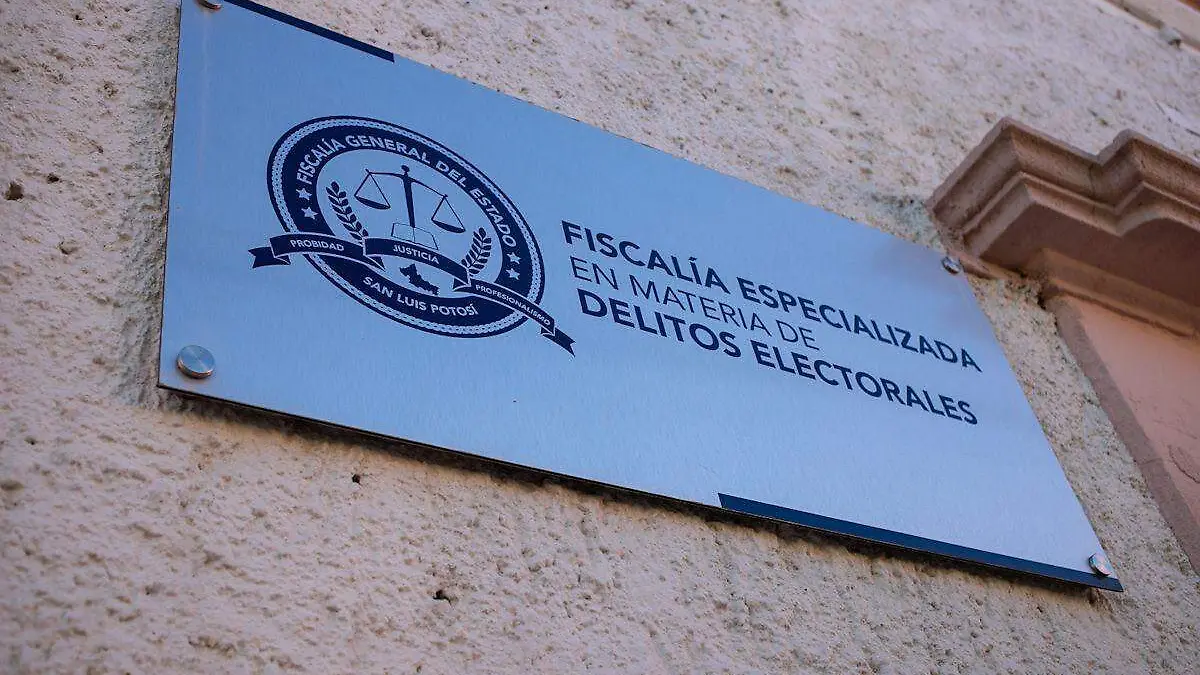 FISCALÍA GENERAL DEL ESTADO
PROBIDAD
JUSTICIA
PROFESIONALISMO
SAN LUIS POTOSÍ
FISCALÍA ESPECIALIZADA
EN MATERIA DE
DELITOS ELECTORALES